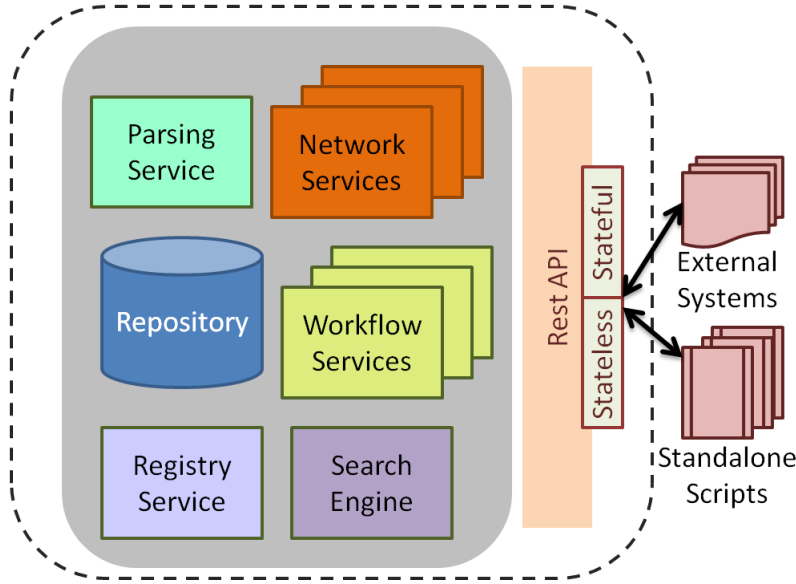 Parsing
Service
Network
Services
Repository
Workflow
Services
Registry
Service
Search
Engine
Rest API
Stateful
Stateless
External
Systems
Standalone
Scripts